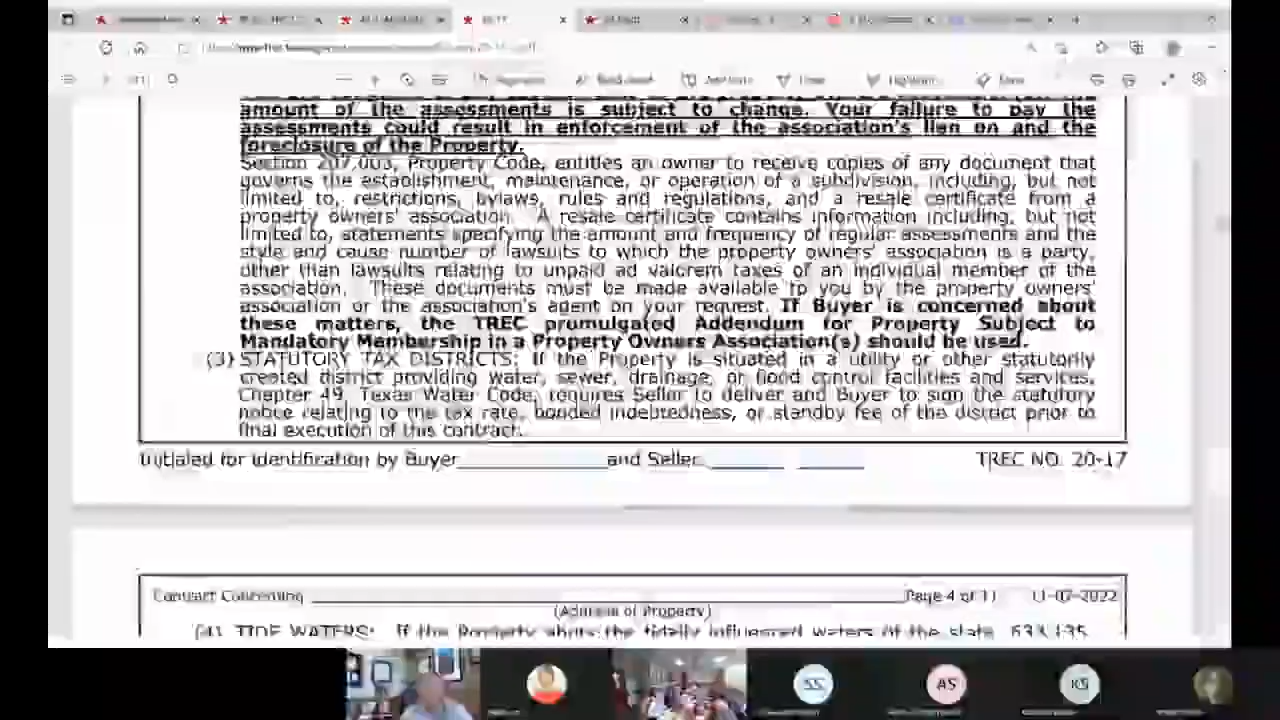 amount of the assessments is subject to change. Your failure to pay the
assessments could result in enforcement of the association's lien on and the
foreclosure of the Property.
Section 207.003, Property Code, entitles an owner to receive copies of any document that
governs the establishment, maintenance, or operation of a subdivision, including, but not
limited to, restrictions, bylaws, rules and regulations, and a resale certificate from a
property owners' association. A resale certificate contains information including, but not
limited to, statements specifying the amount and frequency of regular assessments and the
style and cause number of lawsuits to which the property owners' association is a party,
other than lawsuits relating to unpaid ad valorem taxes of an individual member of the
association. These documents must be made available to you by the property owners'
association or the association's agent on your request. If Buyer is concerned about
these matters, the TREC promulgated Addendum for Property Subject to
Mandatory Membership in a Property Owners Association(s) should be used.
(3) STATUTORY TAX DISTRICTS: If the Property is situated in a utility or other statutorily
created district providing water, sewer, drainage, or flood control facilities and services,
Chapter 49, Texas Water Code, requires Seller to deliver and Buyer to sign the statutory
notice relating to the tax rate, bonded indebtedness, or standby fee of the district prior to
final execution of this contract.
Initialed for identification by Buyer and Seller TREC NO. 20-17
Contract Concerning Page 4 of 11 11-07-2022
(Address of Property)
(4) TIDE WATERS: If the Property abuts the tidally influenced waters of the state, §33.135,
SS
AS
KS